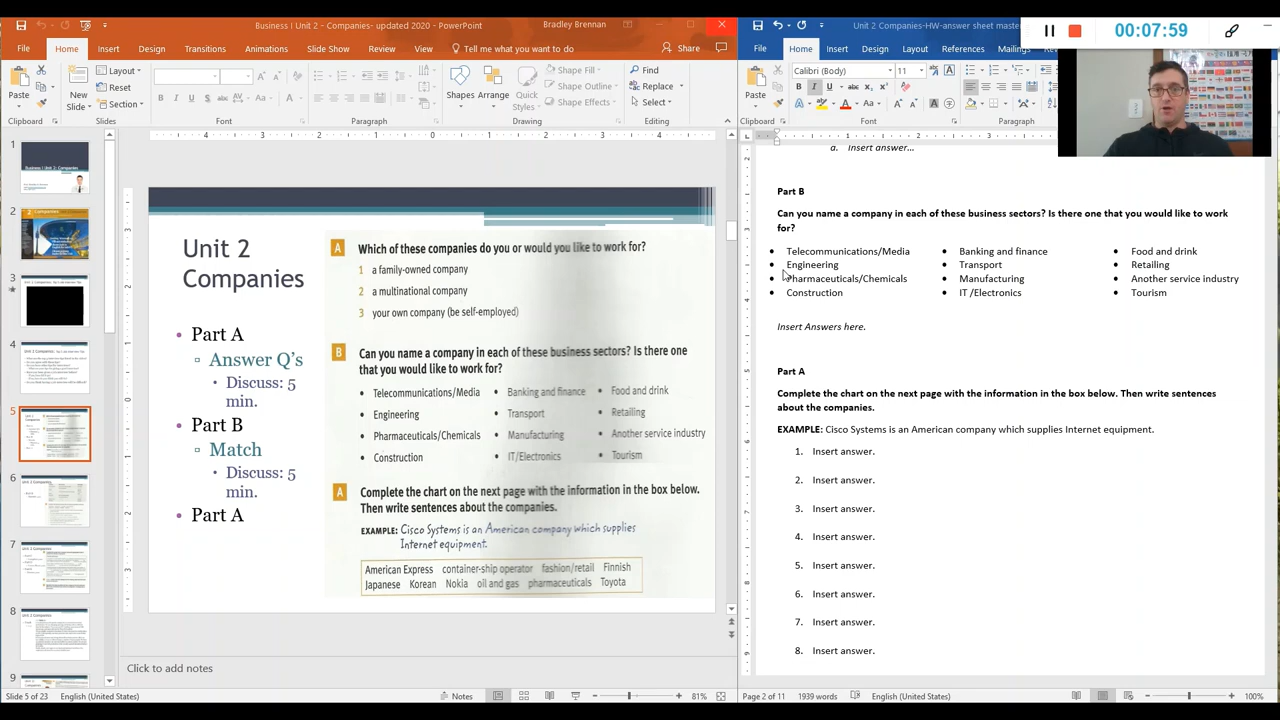 Business I Unit 2 - Companies- updated 2020 - PowerPoint
Bradley Brennan
File Home Insert Design Transitions Animations Slide Show Review View Tell me what you want to do Share
Paste
New Slide
Layout
Reset
Section
Shapes
Arrange
Quick Styles
Shape Fill
Shape Outline
Shape Effects
Find
Replace
Select
Clipboard Slides Font Paragraph Drawing Editing
1
2
3
4
5
6
7
8
9
Unit 2
Companies
Part A
Answer Q's
Discuss: 5
min.
Part B
Match
Discuss: 5
min.
Part A
A Which of these companies do you or would you like to work for?
1 a family-owned company
2 a multinational company
3 your own company (be self-employed)
B Can you name a company in each of these business sectors? Is there one
that you would like to work for?
• Telecommunications/Media • Banking and finance • Food and drink
• Engineering Transport • Retailing
• Pharmaceuticals/Chemicals Manufacturing • Another service industry
• Construction • IT/Electronics • Tourism
A Complete the chart on the next page with the information in the box below.
Then write sentences about the companies.
EXAMPLE: Cisco Systems is an American company which supplies
Internet equipment.
American Express container-ship operator fashion/retail Finnish
Japanese Korean Nokia oil and gas pharmaceuticals Toyota
Click to add notes
Slide 5 of 23 English (United States) Notes 81%
Unit 2 Companies-HW-answer sheet maste
00:07:59
File Home Insert Design Layout References Mailings
Paste
Calibri (Body) 11
Clipboard Font Paragraph
a. Insert answer…
Part B
Can you name a company in each of these business sectors? Is there one that you would like to work
for?
• Telecommunications/Media • Banking and finance • Food and drink
• Engineering • Transport • Retailing
• Pharmaceuticals/Chemicals • Manufacturing • Another service industry
• Construction • IT /Electronics • Tourism
Insert Answers here.
Part A
Complete the chart on the next page with the information in the box below. Then write sentences
about the companies.
EXAMPLE: Cisco Systems is an American company which supplies Internet equipment.
1. Insert answer.
2. Insert answer.
3. Insert answer.
4. Insert answer.
5. Insert answer.
6. Insert answer.
7. Insert answer.
8. Insert answer.
Page 2 of 11 1939 words English (United States) 100%